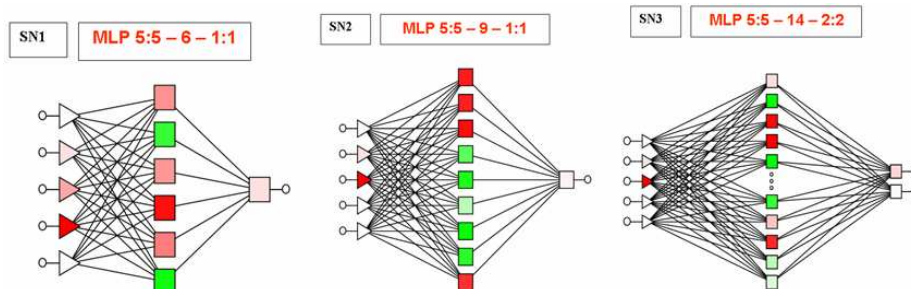 SN1
MLP 5:5 – 6 – 1:1
SN2
MLP 5:5 – 9 – 1:1
SN3
MLP 5:5 – 14 – 2:2